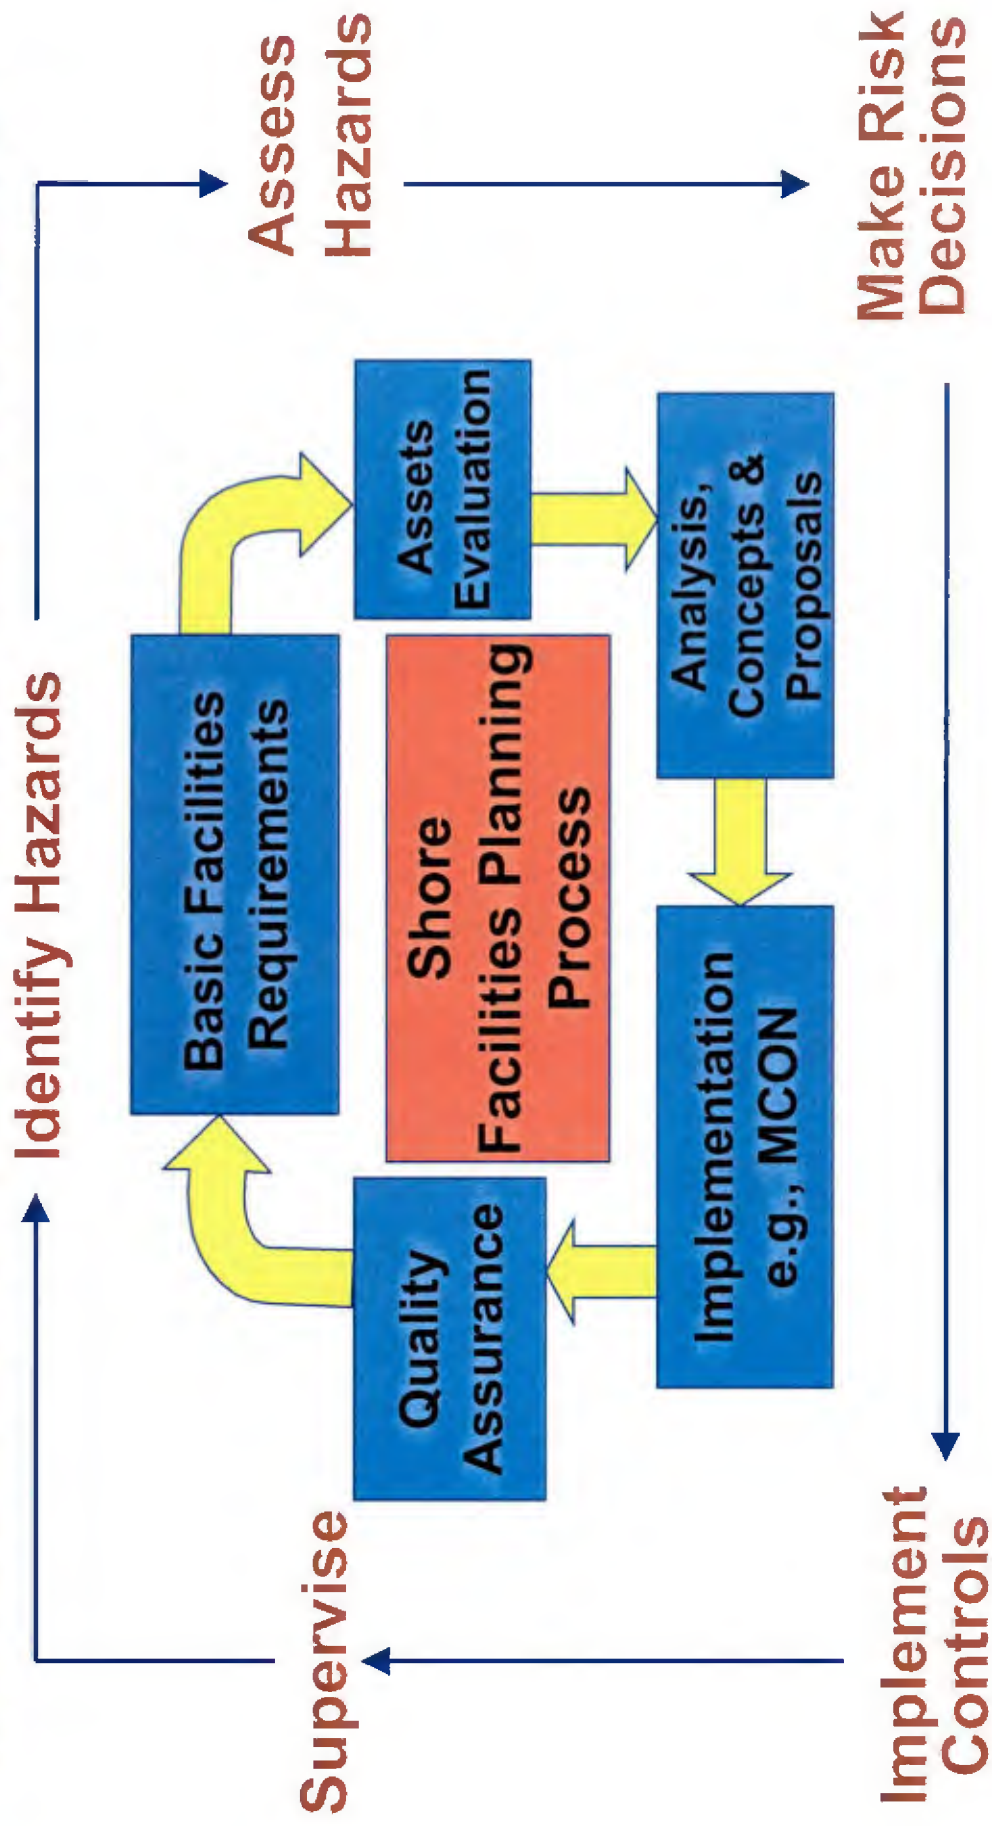 Identify Hazards
Assess
Hazards
Make Risk
Decisions
Implement
Controls
Supervise
Basic Facilities
Requirements
Assets
Evaluation
Analysis,
Concepts &
Proposals
Implementation
e.g., MCON
Quality
Assurance
Shore
Facilities Planning
Process